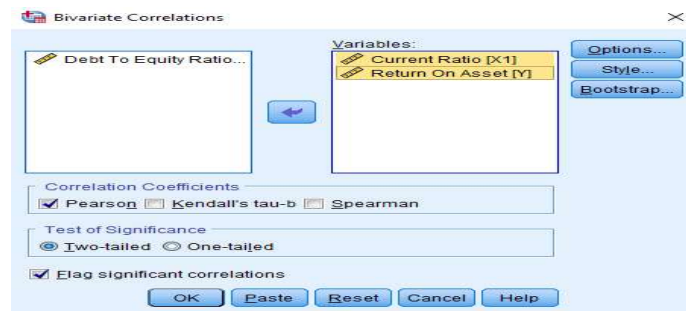 Bivariate Correlations
Debt To Equity Ratio...
Variables:
Current Ratio [X1]
Return On Asset [Y]
Options...
Style...
Bootstrap...
Correlation Coefficients
Pearson Kendall's tau-b Spearman
Test of Significance
Two-tailed One-tailed
Flag significant correlations
OK Paste Reset Cancel Help